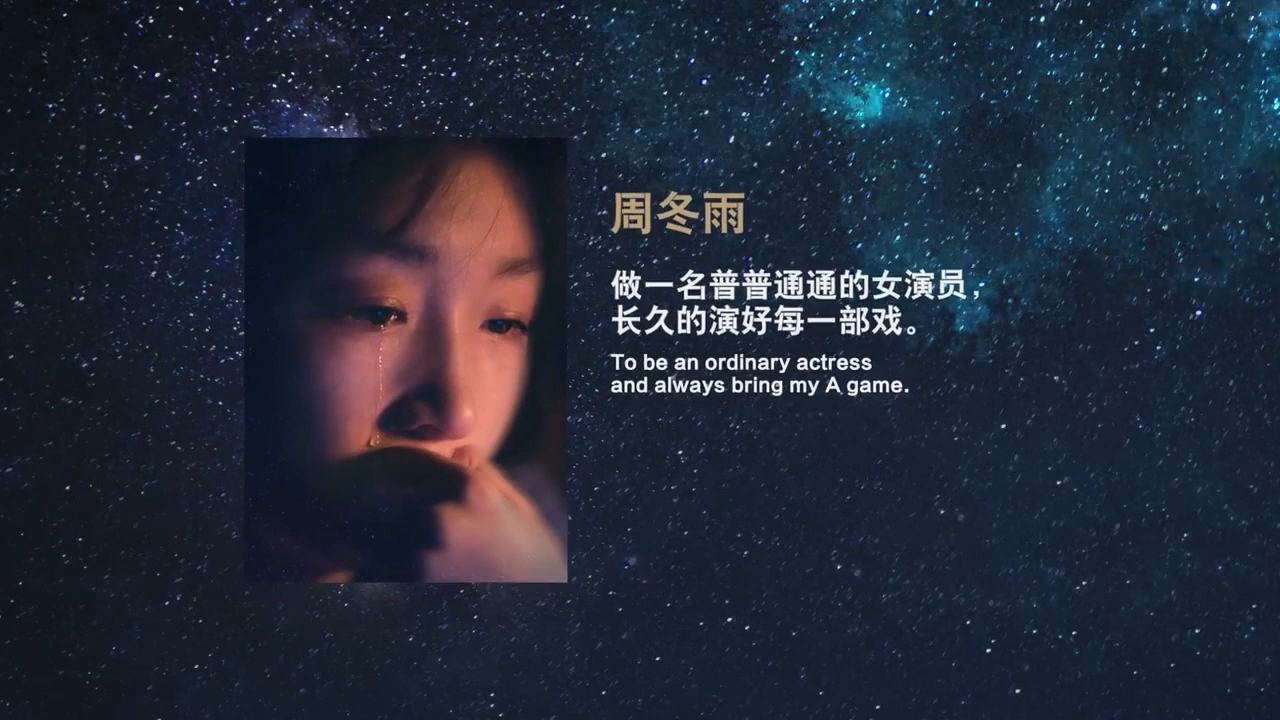 周冬雨
做一名普普通通的女演员，
长久的演好每一部戏。
To be an ordinary actress
and always bring my A game.